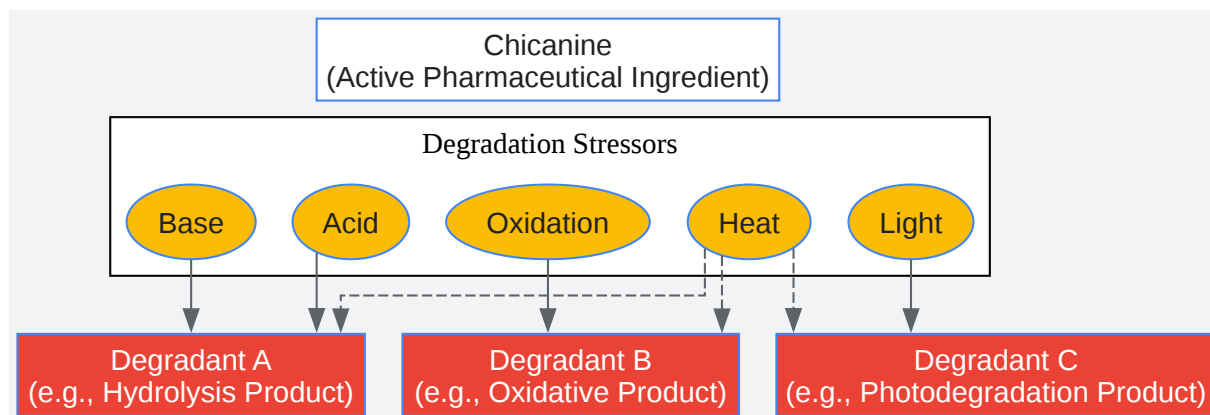 Chicanine
(Active Pharmaceutical Ingredient)
Degradation Stressors
Base
Acid
Oxidation
Heat
Light
Degradant A
(e.g., Hydrolysis Product)
Degradant B
(e.g., Oxidative Product)
Degradant C
(e.g., Photodegradation Product)